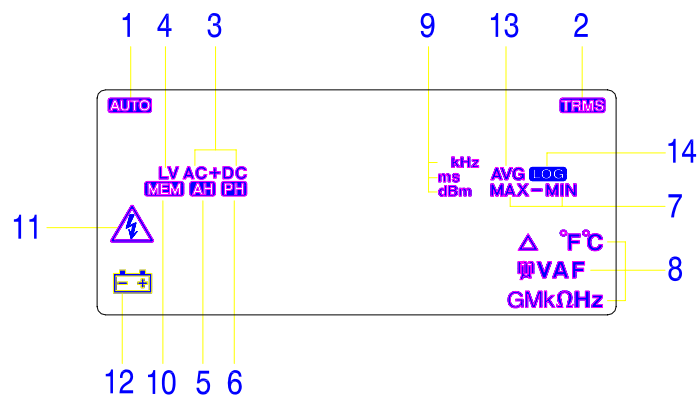 1 4 3 9 13 2
AUTO TRMS
14
LV AC+DC kHz AVG LOG
MEM AH PH ms
dBm MAX-MIN
7
11
△ °F°C
VAF 8
GMkΩHz
- +
12 10 5 6